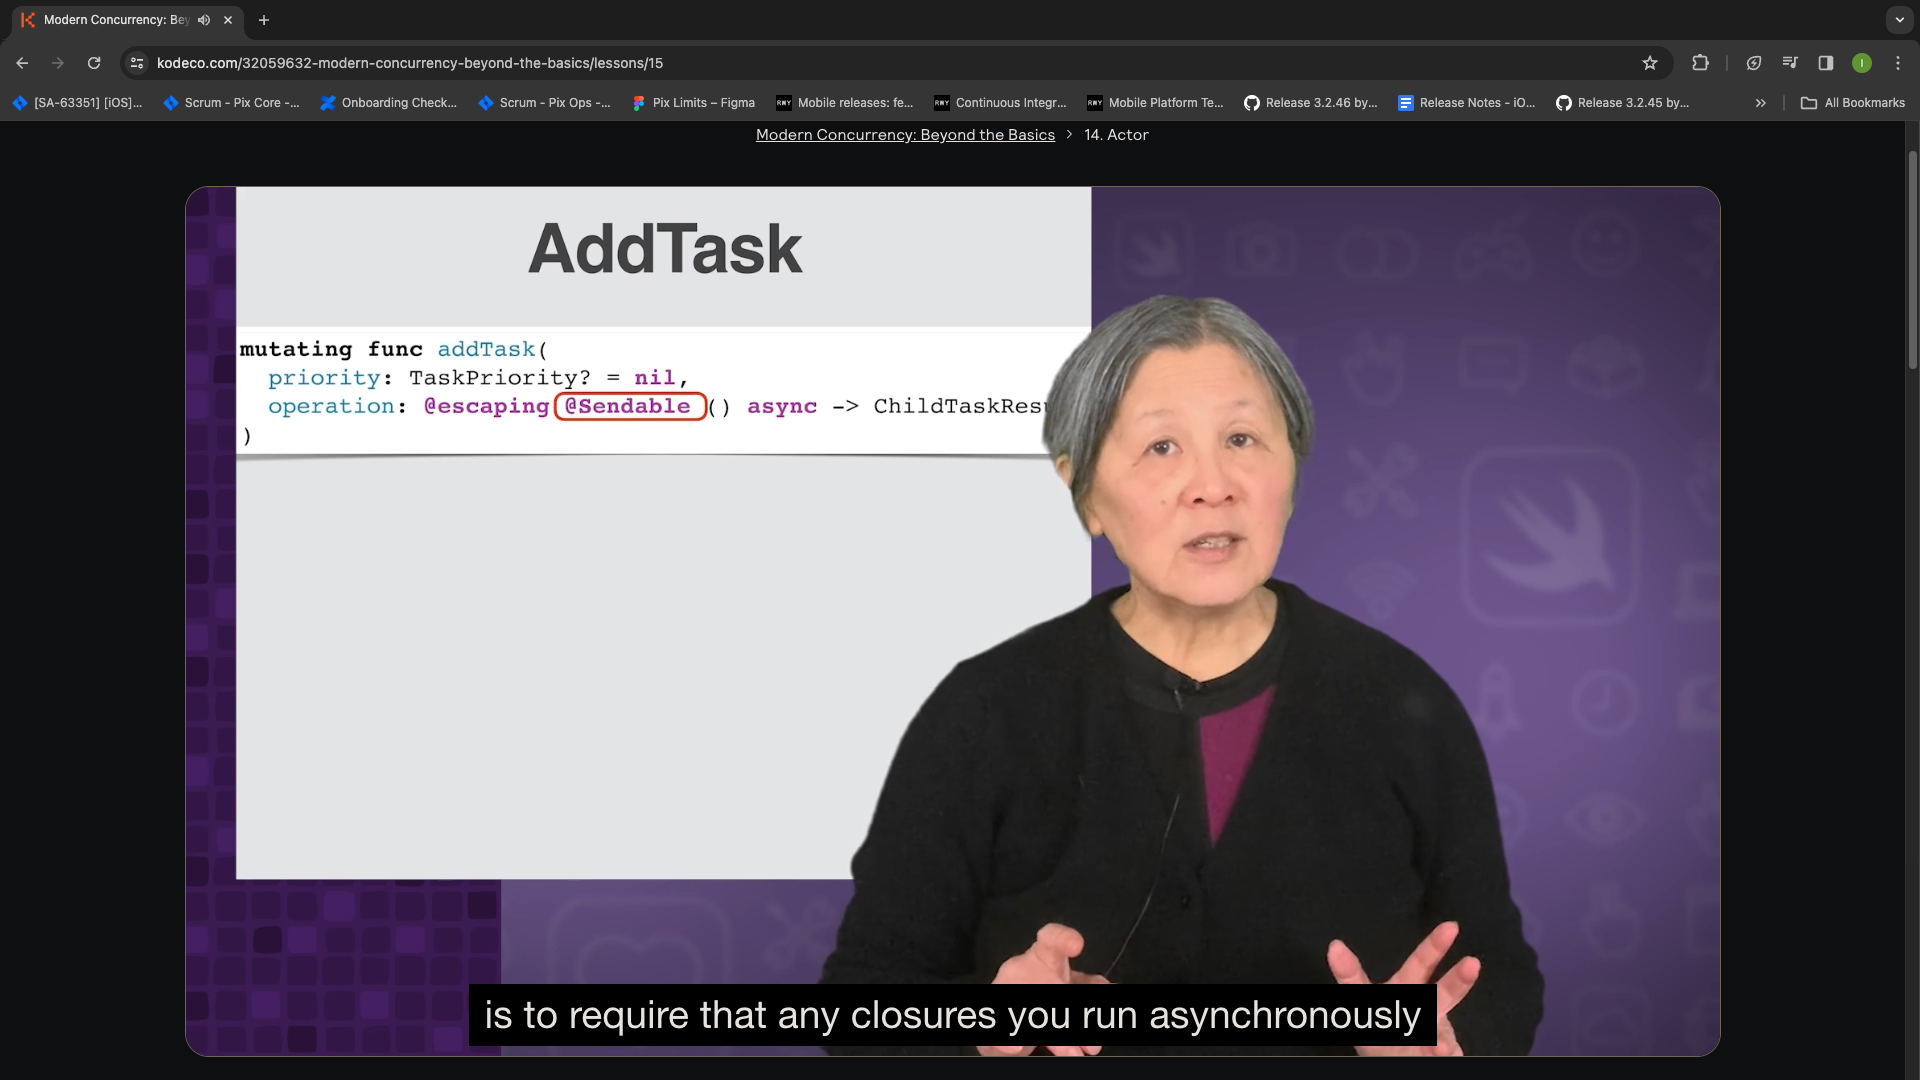 Modern Concurrency: Bey
kodeco.com/32059632-modern-concurrency-beyond-the-basics/lessons/15
I
[SA-63351] [iOS]...
Scrum - Pix Core -...
Onboarding Check...
Scrum - Pix Ops -...
Pix Limits – Figma
RWY
Mobile releases: fe...
RWY
Continuous Integr...
RWY
Mobile Platform Te...
Release 3.2.46 by...
Release Notes - iO...
Release 3.2.45 by...
All Bookmarks
Modern Concurrency: Beyond the Basics > 14. Actor
AddTask
mutating func addTask(
priority: TaskPriority? = nil,
operation: @escaping @Sendable () async -> ChildTaskResu
)
is to require that any closures you run asynchronously